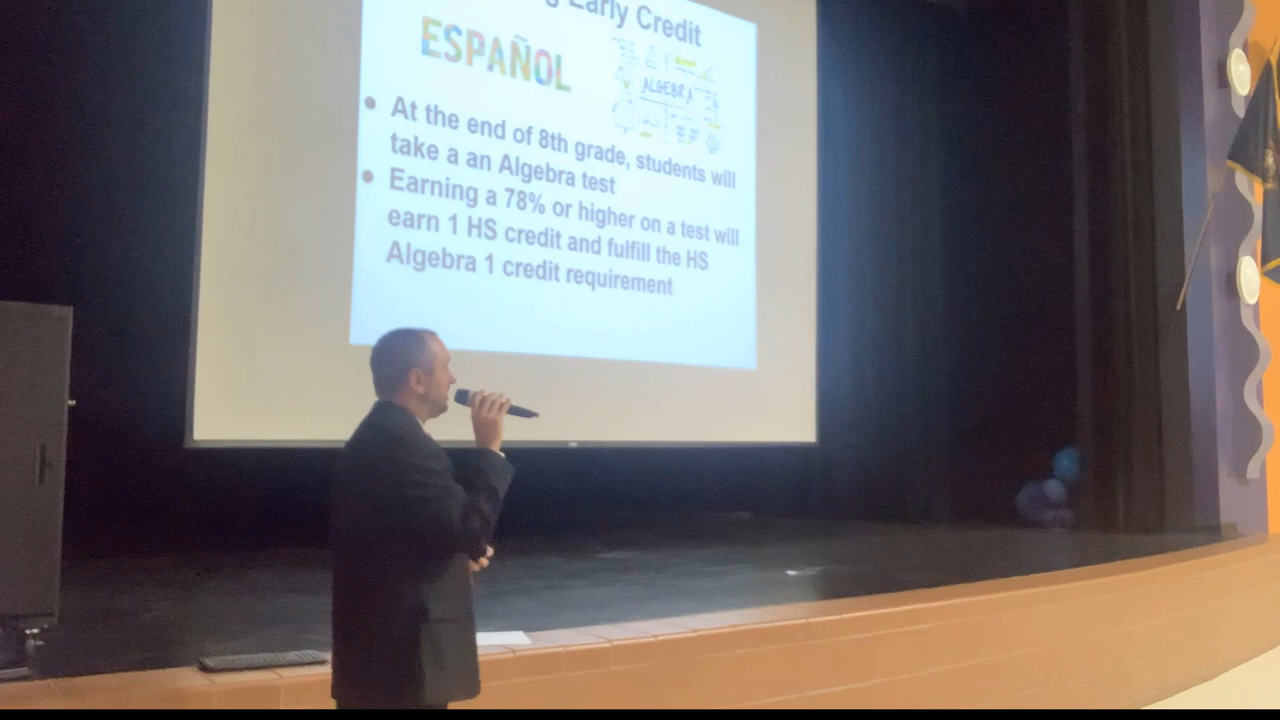 g Early Credit
ESPAÑOL
ALGEBRA
At the end of 8th grade, students will
take a an Algebra test
Earning a 78% or higher on a test will
earn 1 HS credit and fulfill the HS
Algebra 1 credit requirement